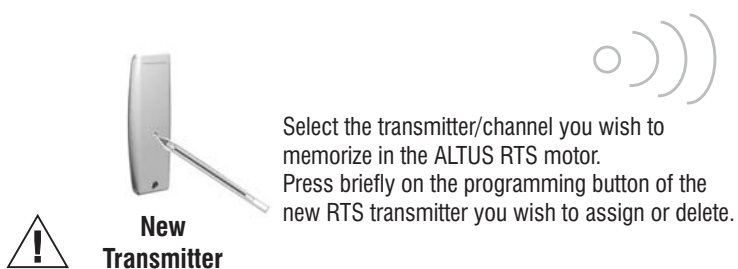 Select the transmitter/channel you wish to
memorize in the ALTUS RTS motor.
Press briefly on the programming button of the
new RTS transmitter you wish to assign or delete.
New
Transmitter